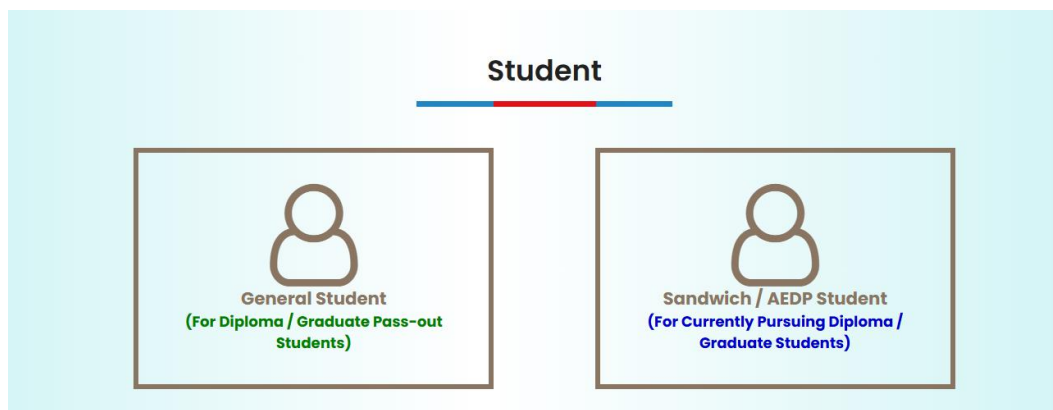 Student
General Student
(For Diploma / Graduate Pass-out
Students)
Sandwich / AEDP Student
(For Currently Pursuing Diploma /
Graduate Students)